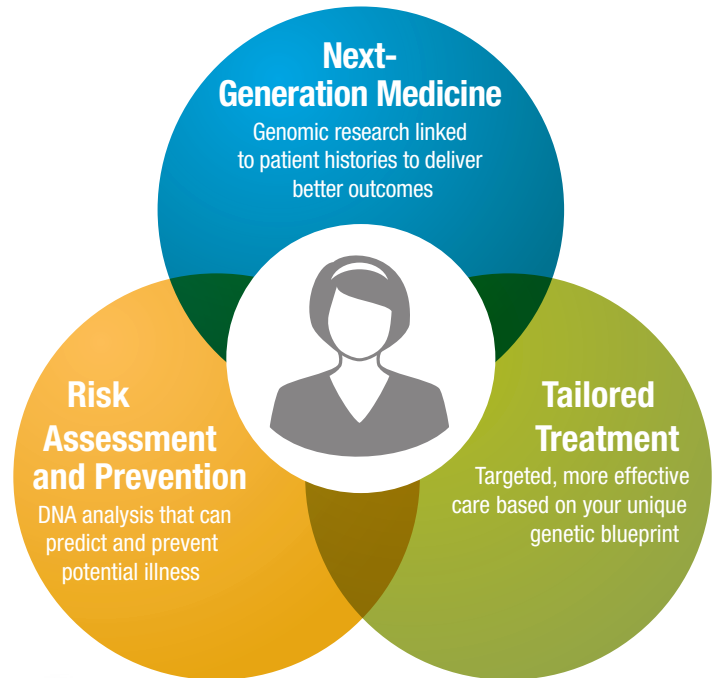 Next-
Generation Medicine
Genomic research linked
to patient histories to deliver
better outcomes
Risk
Assessment
and Prevention
DNA analysis that can
predict and prevent
potential illness
Tailored
Treatment
Targeted, more effective
care based on your unique
genetic blueprint